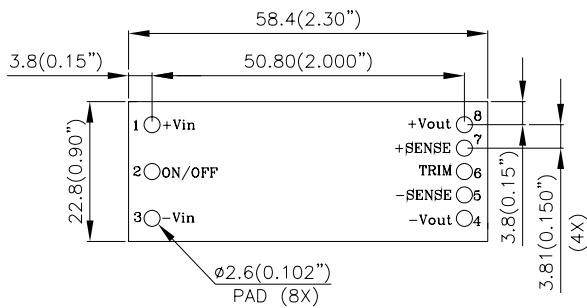 58.4(2.30”)
3.8(0.15”)
50.80(2.000”)
1 +Vin
+Vout 8
+SENSE 7
2 ON/OFF
TRIM 6
-SENSE 5
3 -Vin
-Vout 4
22.8(0.90”)
3.8(0.15”)
3.81(0.150”)
(4X)
ø2.6(0.102”)
PAD (8X)